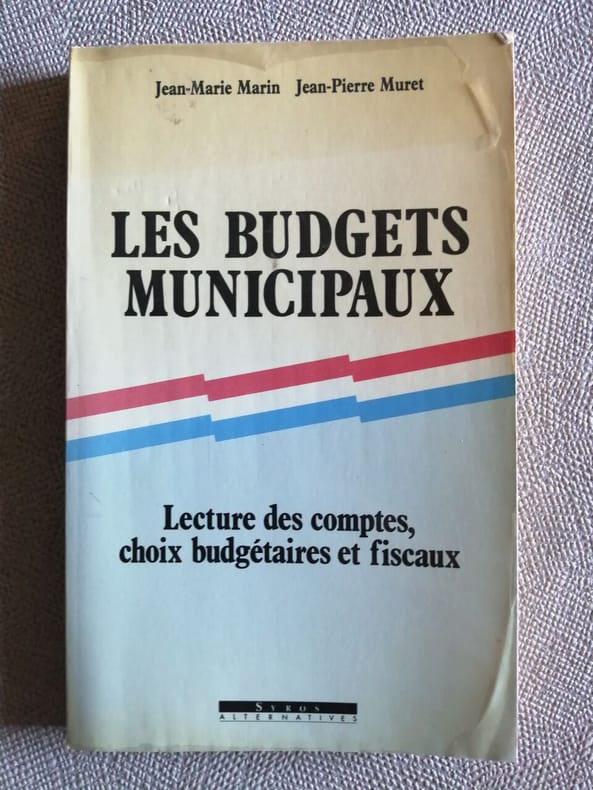 Jean-Marie Marin Jean-Pierre Muret
LES BUDGETS
MUNICIPAUX
Lecture des comptes,
choix budgétaires et fiscaux
SYROS
ALTERNATIVES